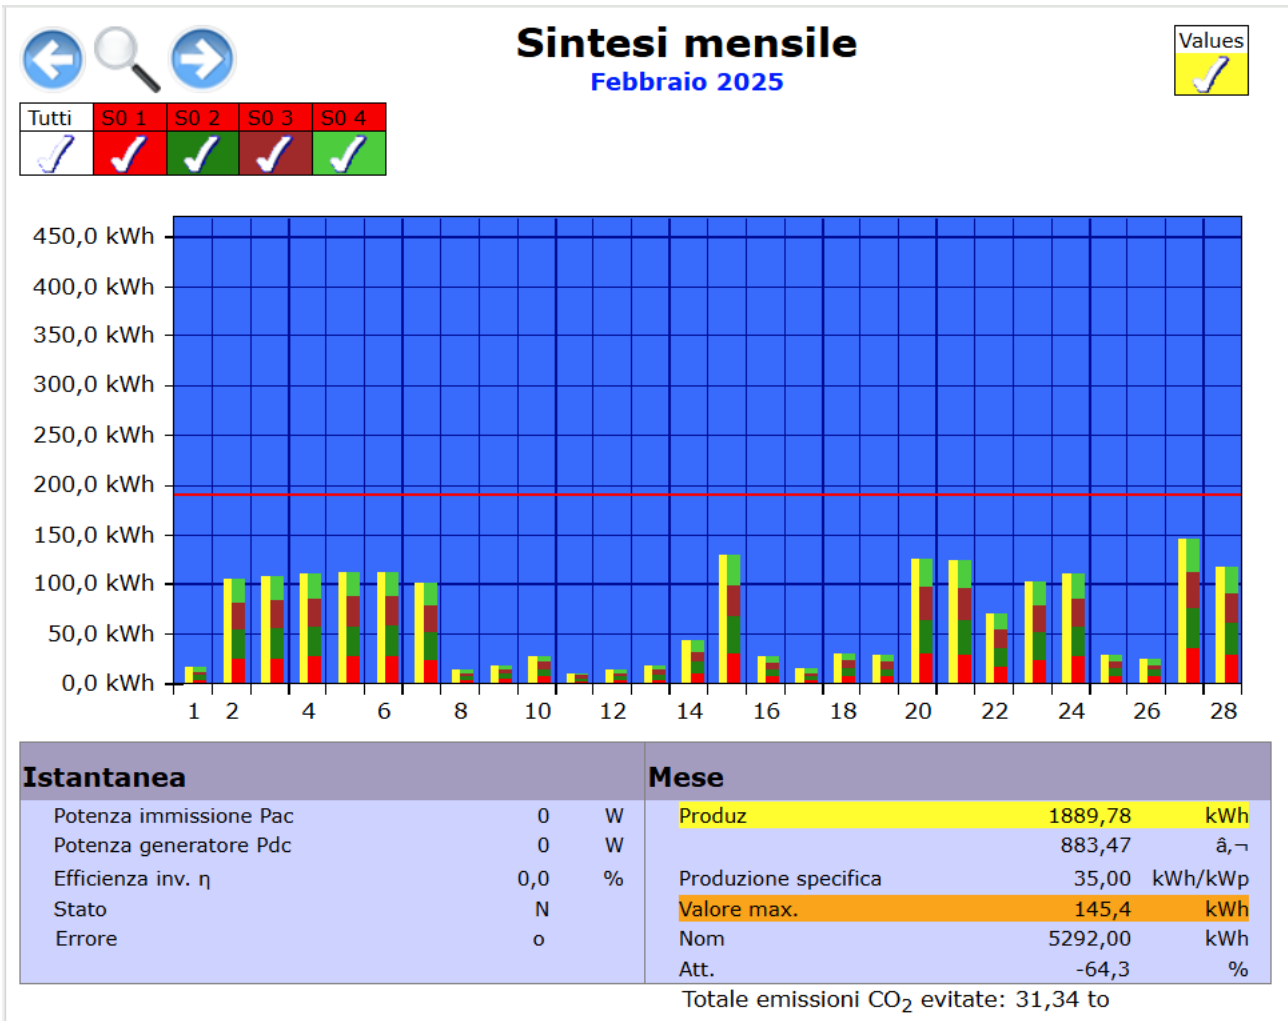 Sintesi mensile
Febbraio 2025
Values
Tutti S0 1 S0 2 S0 3 S0 4
450,0 kWh
400,0 kWh
350,0 kWh
300,0 kWh
250,0 kWh
200,0 kWh
150,0 kWh
100,0 kWh
50,0 kWh
0,0 kWh
1 2 4 6 8 10 12 14 16 18 20 22 24 26 28
Istantanea
Potenza immissione Pac 0 W
Potenza generatore Pdc 0 W
Efficienza inv. η 0,0 %
Stato N
Errore o
Mese
Produz 1889,78 kWh
883,47 â,¬
Produzione specifica 35,00 kWh/kWp
Valore max. 145,4 kWh
Nom 5292,00 kWh
Att. -64,3 %
Totale emissioni CO₂ evitate: 31,34 to